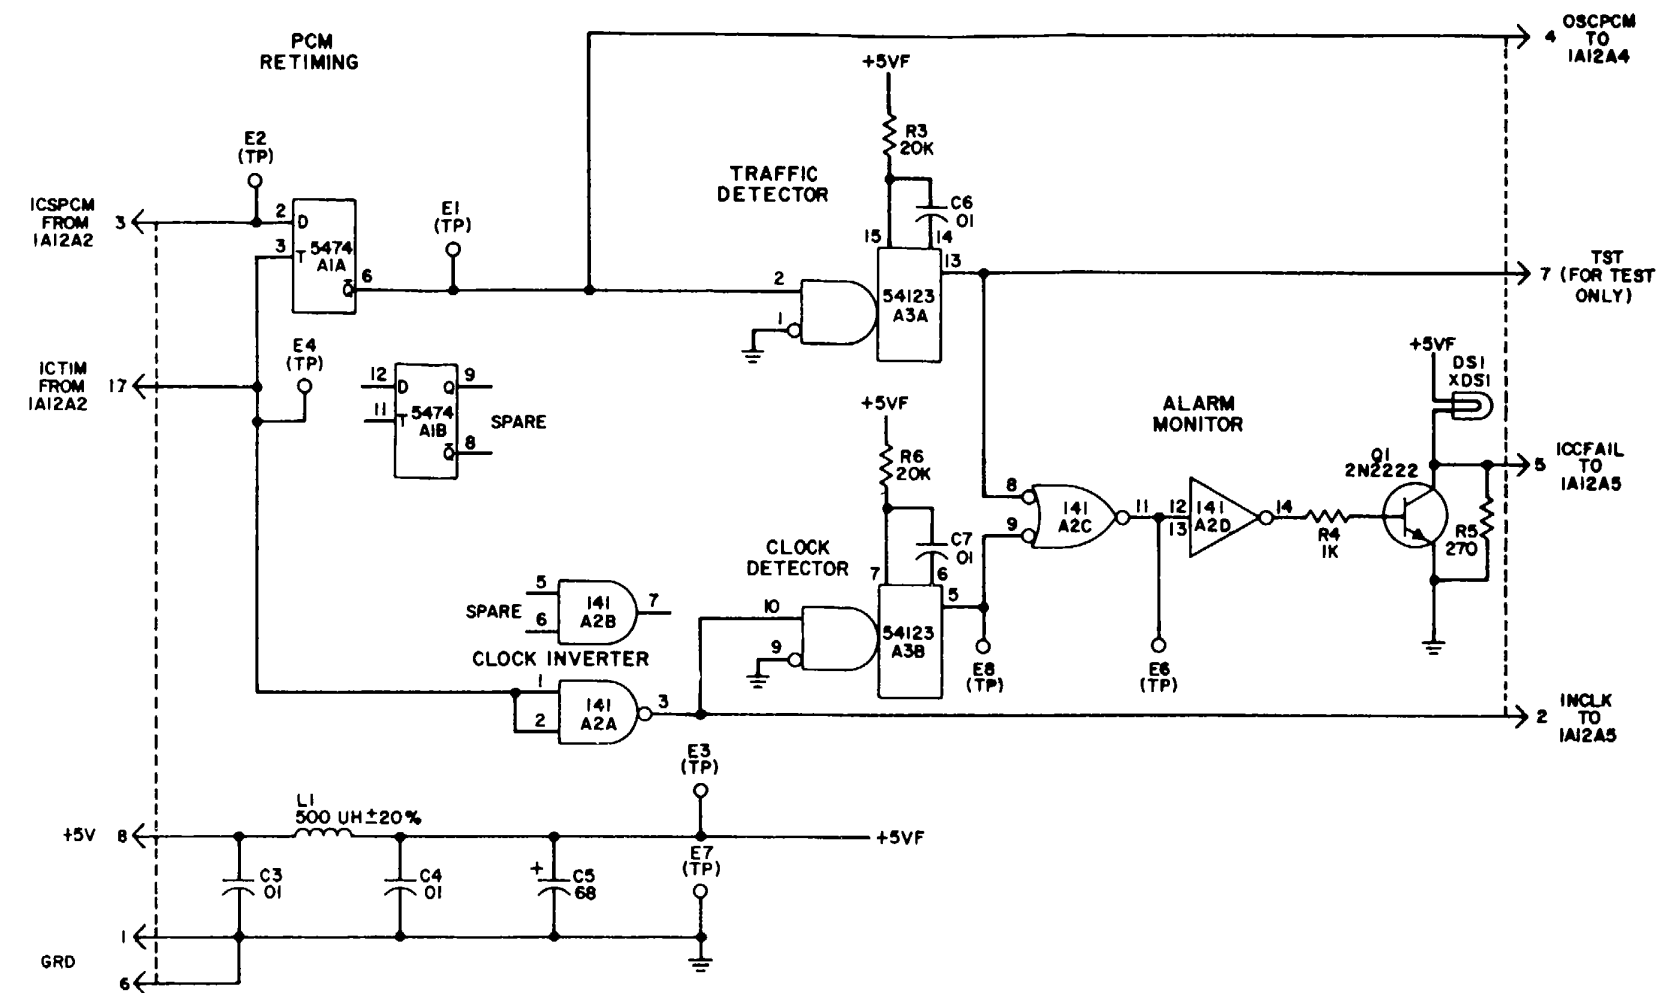 PCM
RETIMING
4
OSCPCM
TO
1A12A4
+5VF
R3
20K
E2
(TP)
TRAFFIC
DETECTOR
C6
.01
ICSPCM
FROM
1A12A2
3
2
D
3
T
5474
A1A
6
Q̅
E1
(TP)
15
14
13
2
1
54123
A3A
7
TST
(FOR TEST
ONLY)
E4
(TP)
ICTIM
FROM
1A12A2
17
12
D
Q
9
11
T
5474
A1B
Q̅
8
SPARE
+5VF
R6
20K
C7
.01
ALARM
MONITOR
+5VF
DS1
XDS1
Q1
2N2222
5
ICCFAIL
TO
1A12A5
8
9
141
A2C
11
12
13
141
A2D
14
R4
1K
R5
270
CLOCK
DETECTOR
7
6
5
10
9
54123
A3B
E8
(TP)
E6
(TP)
SPARE
5
6
141
A2B
7
CLOCK INVERTER
1
2
141
A2A
3
2
INCLK
TO
1A12A5
E3
(TP)
L1
500 UH±20%
+5V
8
+5VF
E7
(TP)
C3
.01
C4
.01
+
C5
68
1
GRD
6